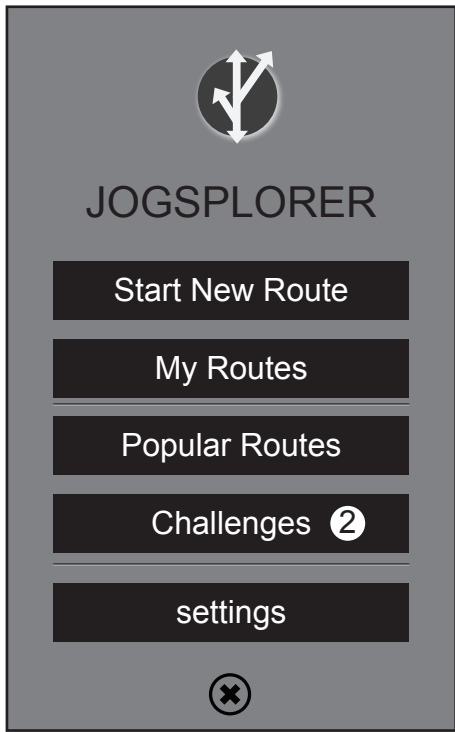 JOGSPLORER
Start New Route
My Routes
Popular Routes
Challenges 2
settings